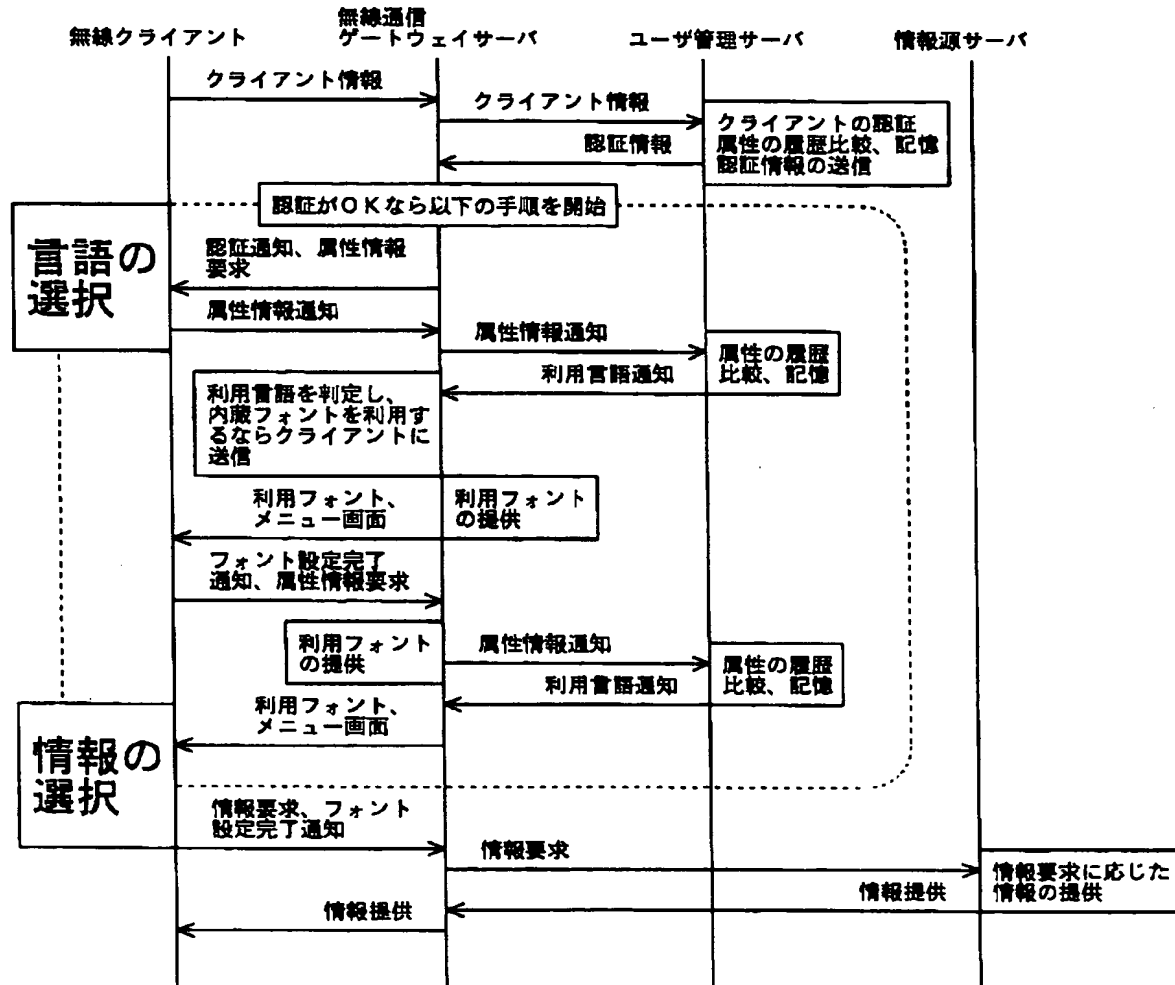 無線クライアント
無線通信
ゲートウェイサーバ
ユーザ管理サーバ
情報源サーバ
クライアント情報
クライアント情報
クライアントの認証
属性の履歴比較、記憶
認証情報の送信
認証情報
認証がOKなら以下の手順を開始
言語の
選択
認証通知、属性情報
要求
属性情報通知
属性情報通知
属性の履歴
比較、記憶
利用言語通知
利用言語を判定し、
内蔵フォントを利用す
るならクライアントに
送信
利用フォント、
メニュー画面
利用フォント
の提供
フォント設定完了
通知、属性情報要求
利用フォント
の提供
属性情報通知
属性の履歴
比較、記憶
利用言語通知
利用フォント、
メニュー画面
情報の
選択
情報要求、フォント
設定完了通知
情報要求
情報要求に応じた
情報の提供
情報提供
情報提供